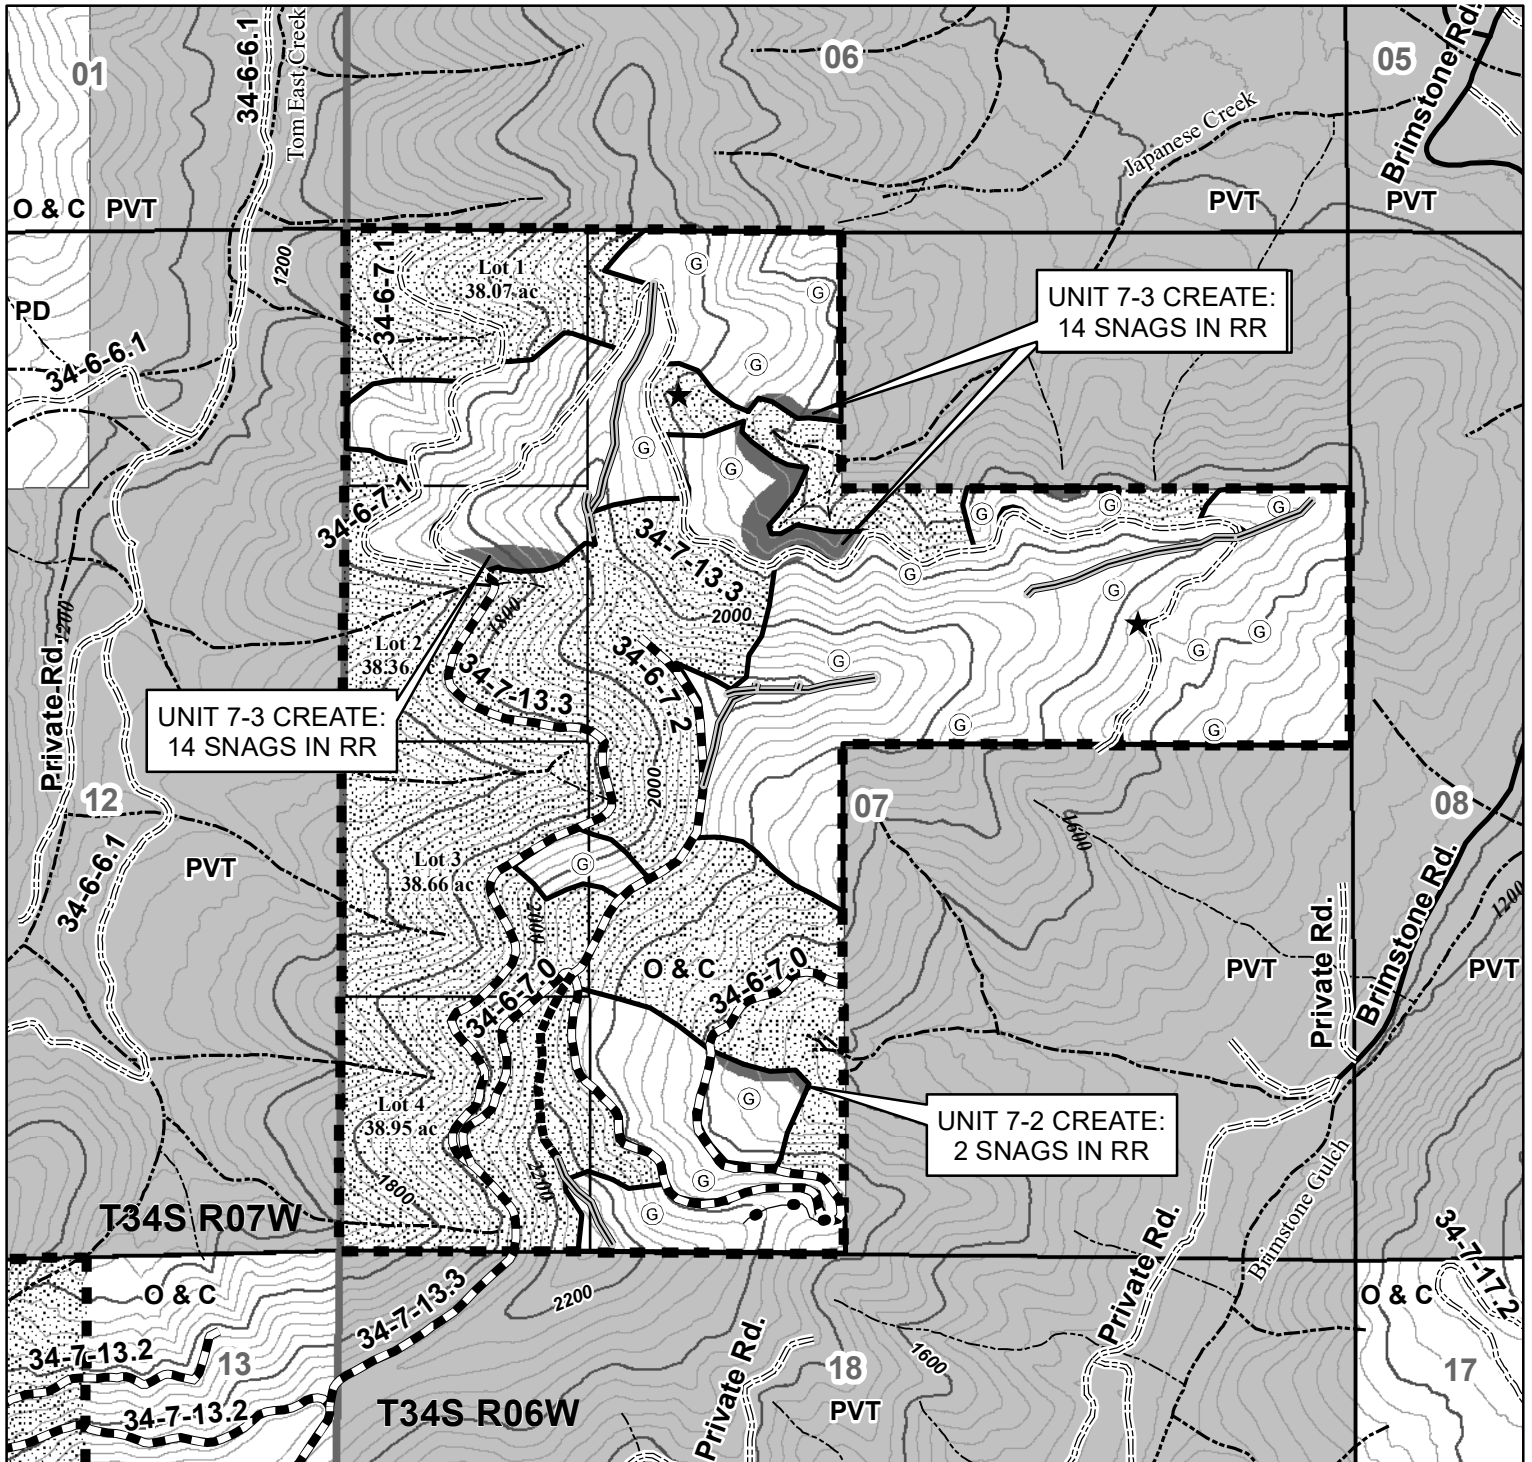 01
34-6-6.1
Tom East Creek
06
05
Brimstone Rd.
Japanese Creek
O & C
PVT
PVT
PVT
1200
34-6-7.1
Lot 1
38.07 ac
G
G
UNIT 7-3 CREATE:
14 SNAGS IN RR
PD
34-6-6.1
G
G
G
34-6-7.1
34-7-13.3
G
G
G
G
G
1800
2000
1200
Lot 2
38.36
34-6-7.2
34-7-13.3
G
G
G
G
G
UNIT 7-3 CREATE:
14 SNAGS IN RR
Private Rd.
12
2000
07
08
1600
34-6-6.1
PVT
Lot 3
38.66 ac
G
2000
Brimstone Rd.
1200
Private Rd.
O & C
34-6-7.0
34-6-7.0
PVT
PVT
Lot 4
38.95 ac
G
UNIT 7-2 CREATE:
2 SNAGS IN RR
2200
1800
G
G
Brimstone Gulch
T34S R07W
Private Rd.
34-7-17.2
O & C
34-7-13.3
2200
O & C
34-7-13.2
13
Private Rd.
18
1600
17
34-7-13.2
T34S R06W
PVT